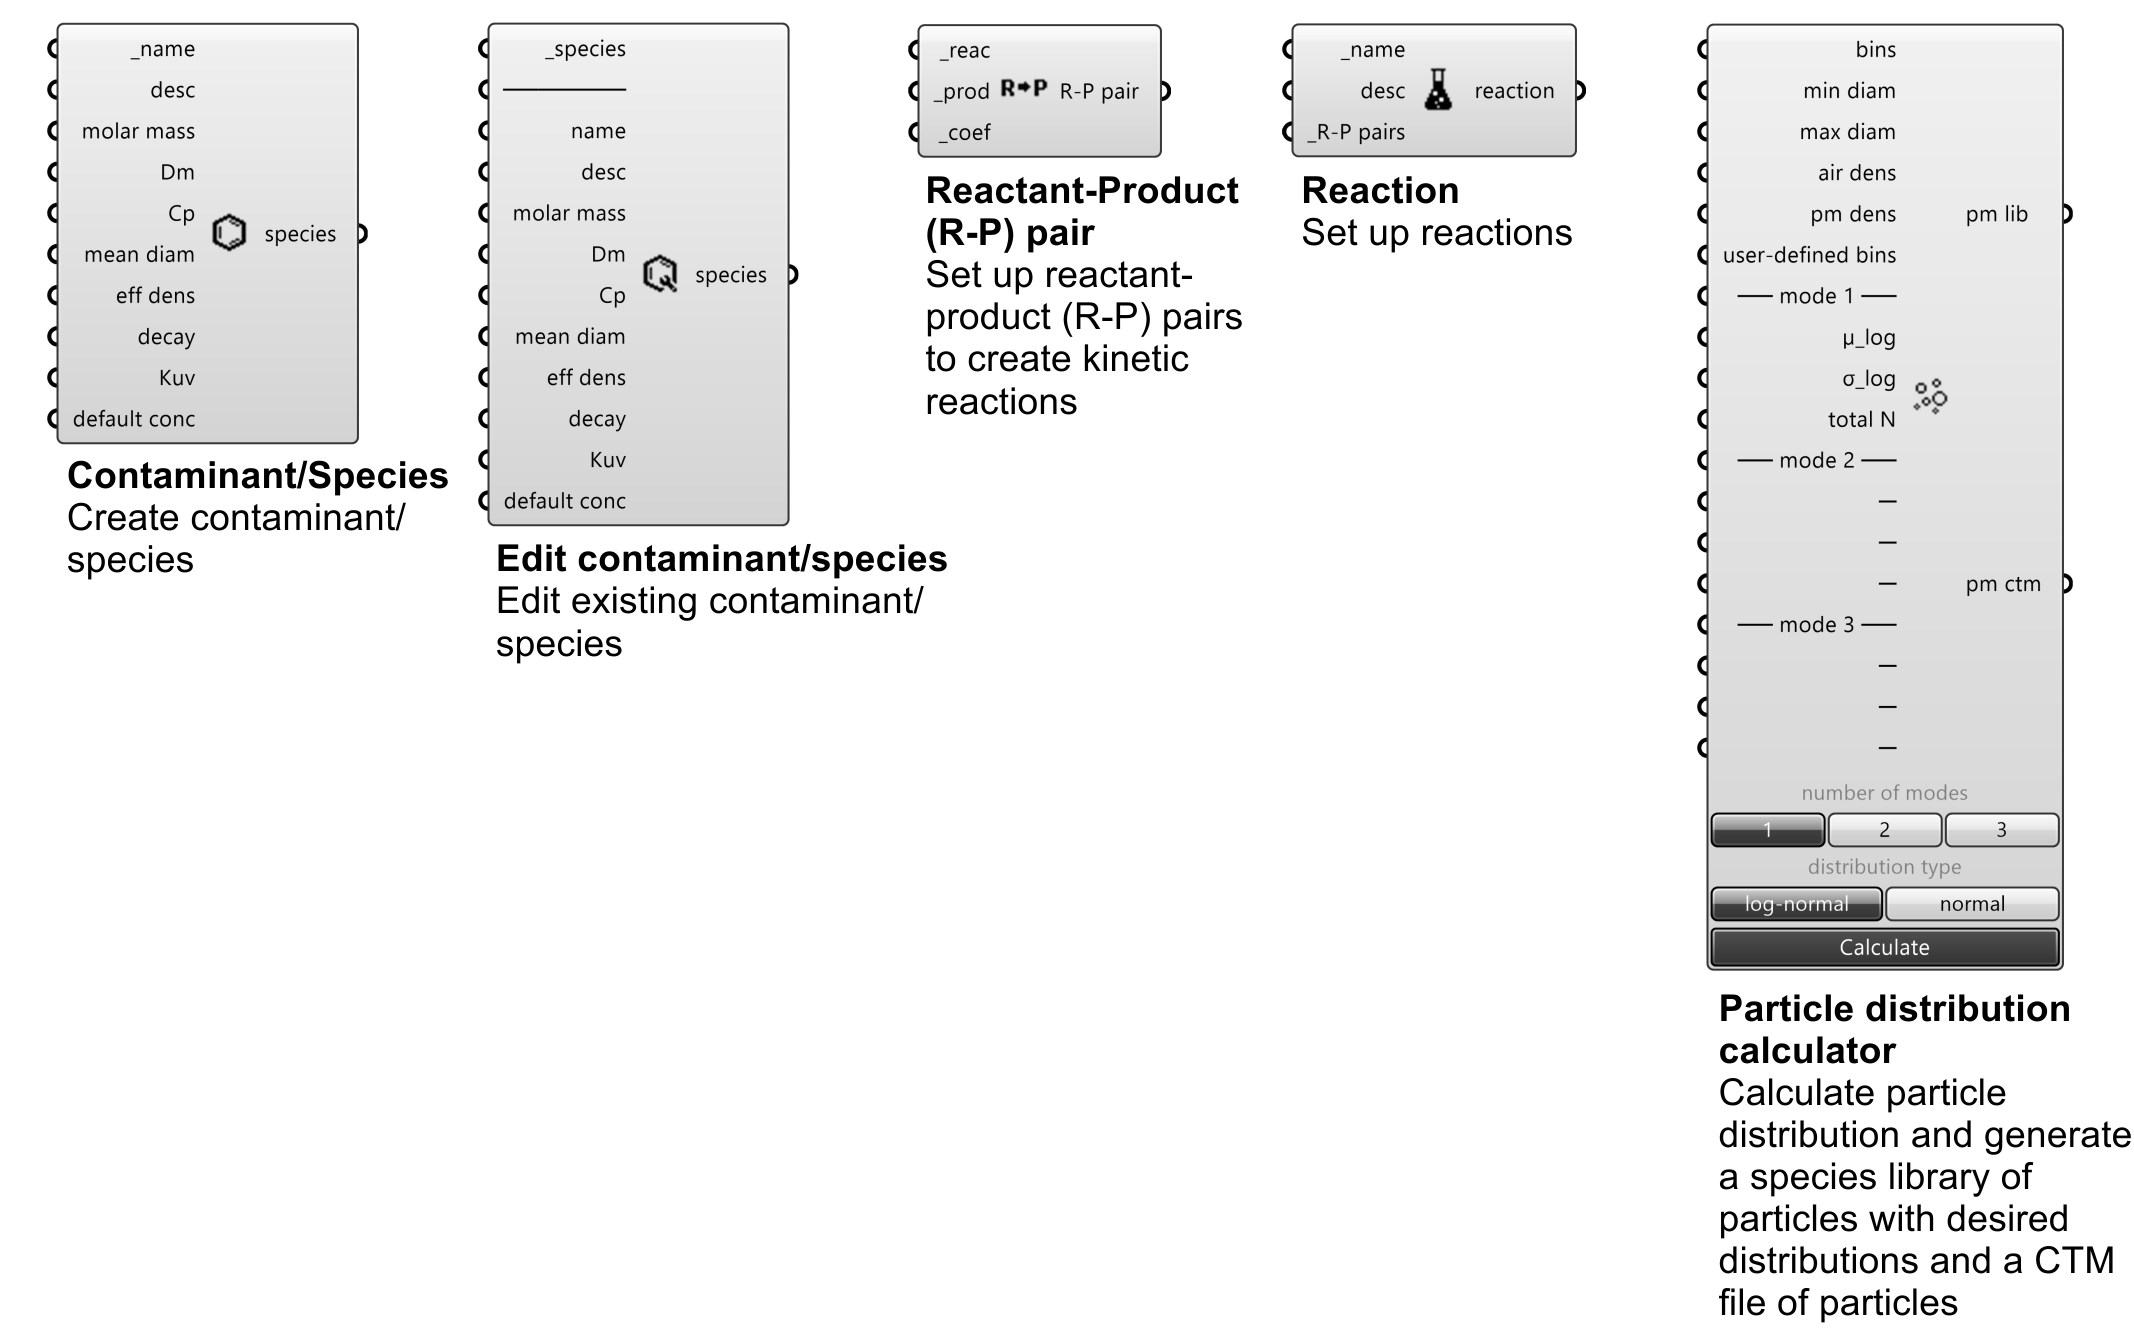 _name
desc
molar mass
Dm
Cp
mean diam
eff dens
decay
Kuv
default conc
species
Contaminant/Species
Create contaminant/
species
_species
name
desc
molar mass
Dm
Cp
mean diam
eff dens
decay
Kuv
default conc
species
Edit contaminant/species
Edit existing contaminant/
species
_reac
_prod R➡P R-P pair
_coef
Reactant-Product
(R-P) pair
Set up reactant-
product (R-P) pairs
to create kinetic
reactions
_name
desc
_R-P pairs
reaction
Reaction
Set up reactions
bins
min diam
max diam
air dens
pm dens
user-defined bins
mode 1
μ_log
σ_log
total N
mode 2
mode 3
pm lib
pm ctm
number of modes
1 2 3
distribution type
log-normal normal
Calculate
Particle distribution
calculator
Calculate particle
distribution and generate
a species library of
particles with desired
distributions and a CTM
file of particles